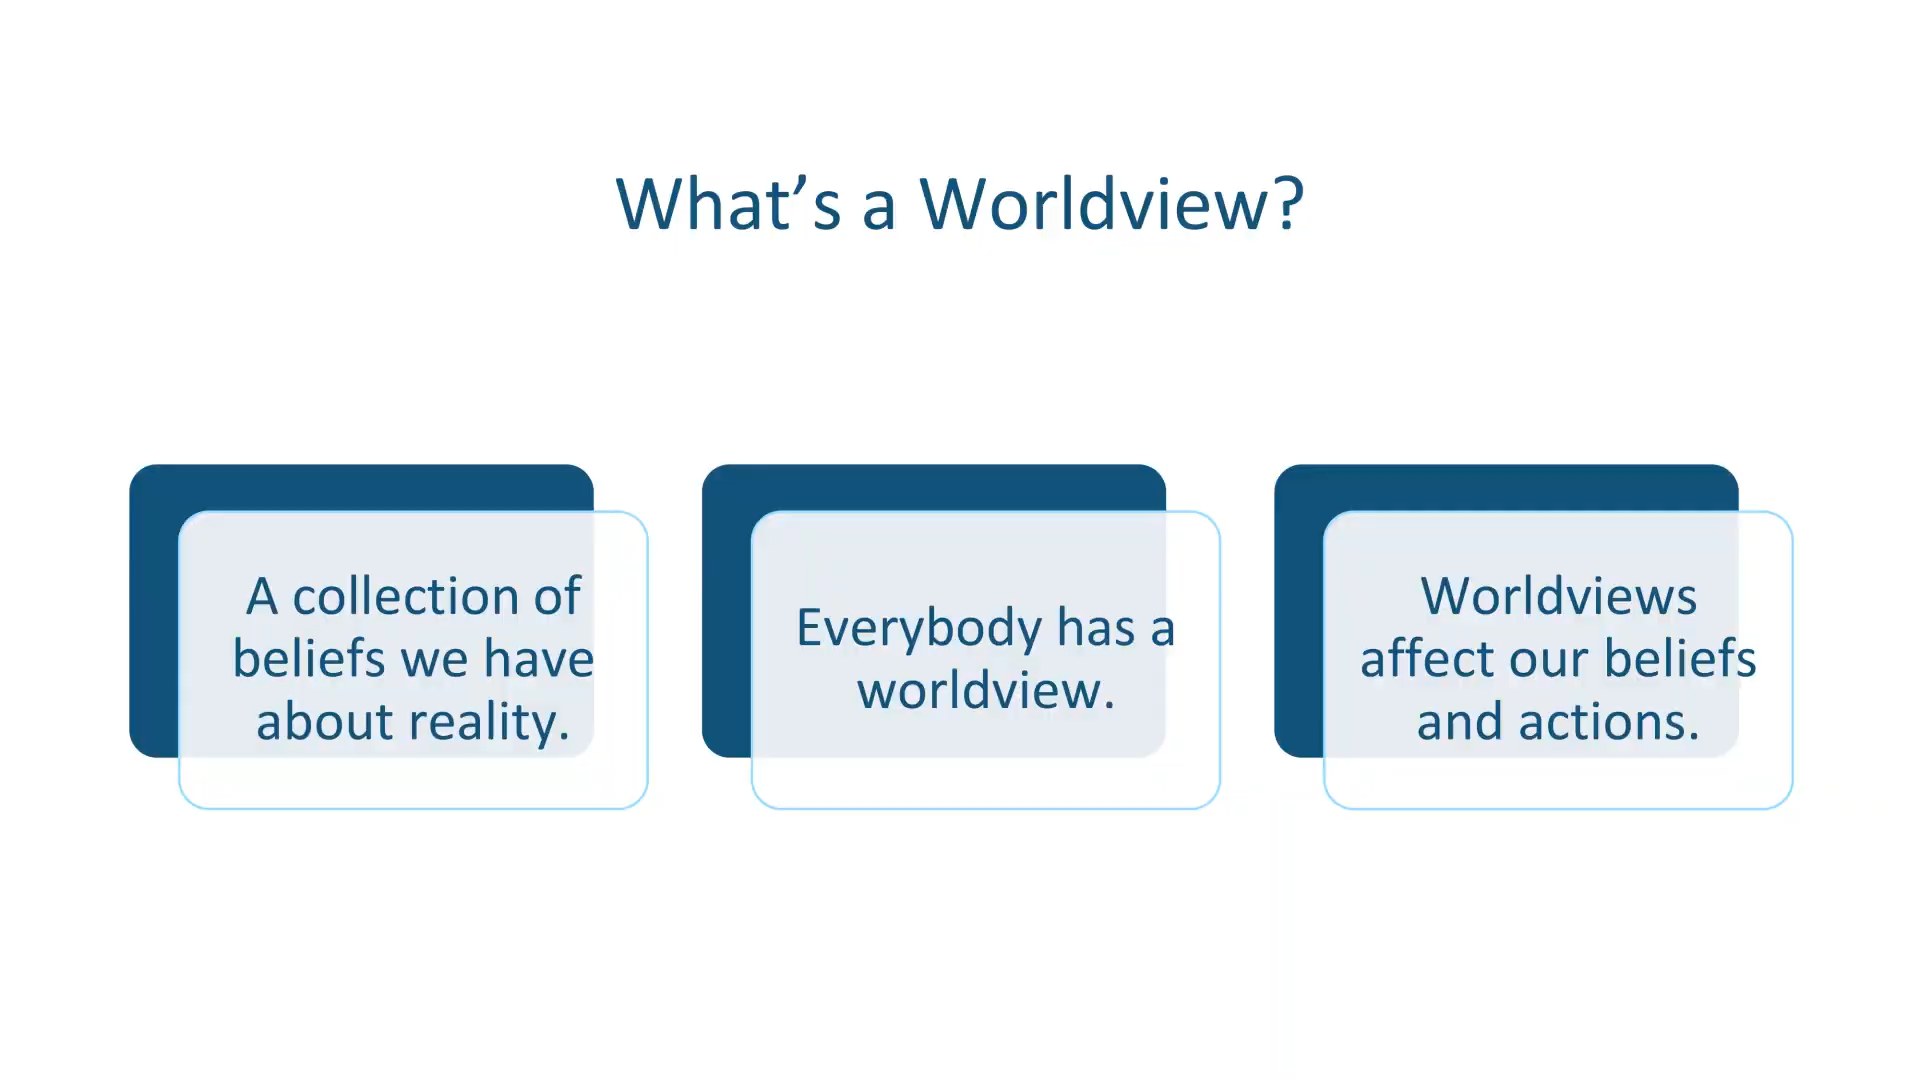 What’s a Worldview?
A collection of
beliefs we have
about reality.
Everybody has a
worldview.
Worldviews
affect our beliefs
and actions.